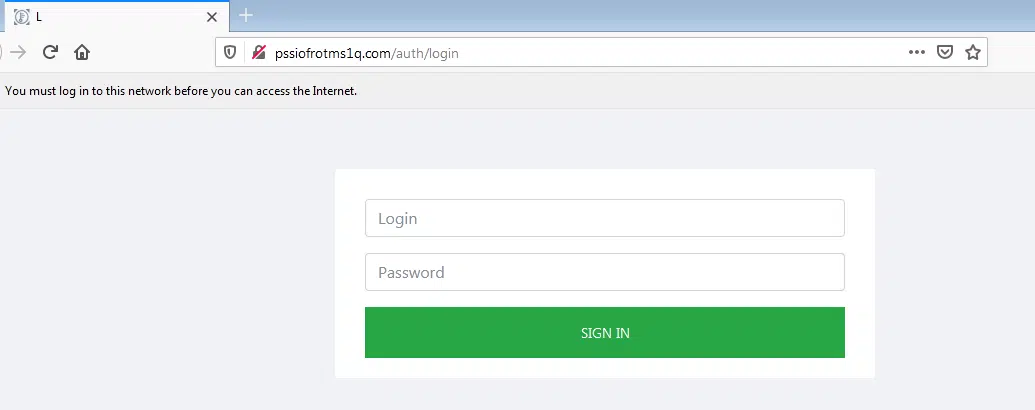 L
pssiofrotms1q.com/auth/login
You must log in to this network before you can access the Internet.
Login
Password
SIGN IN